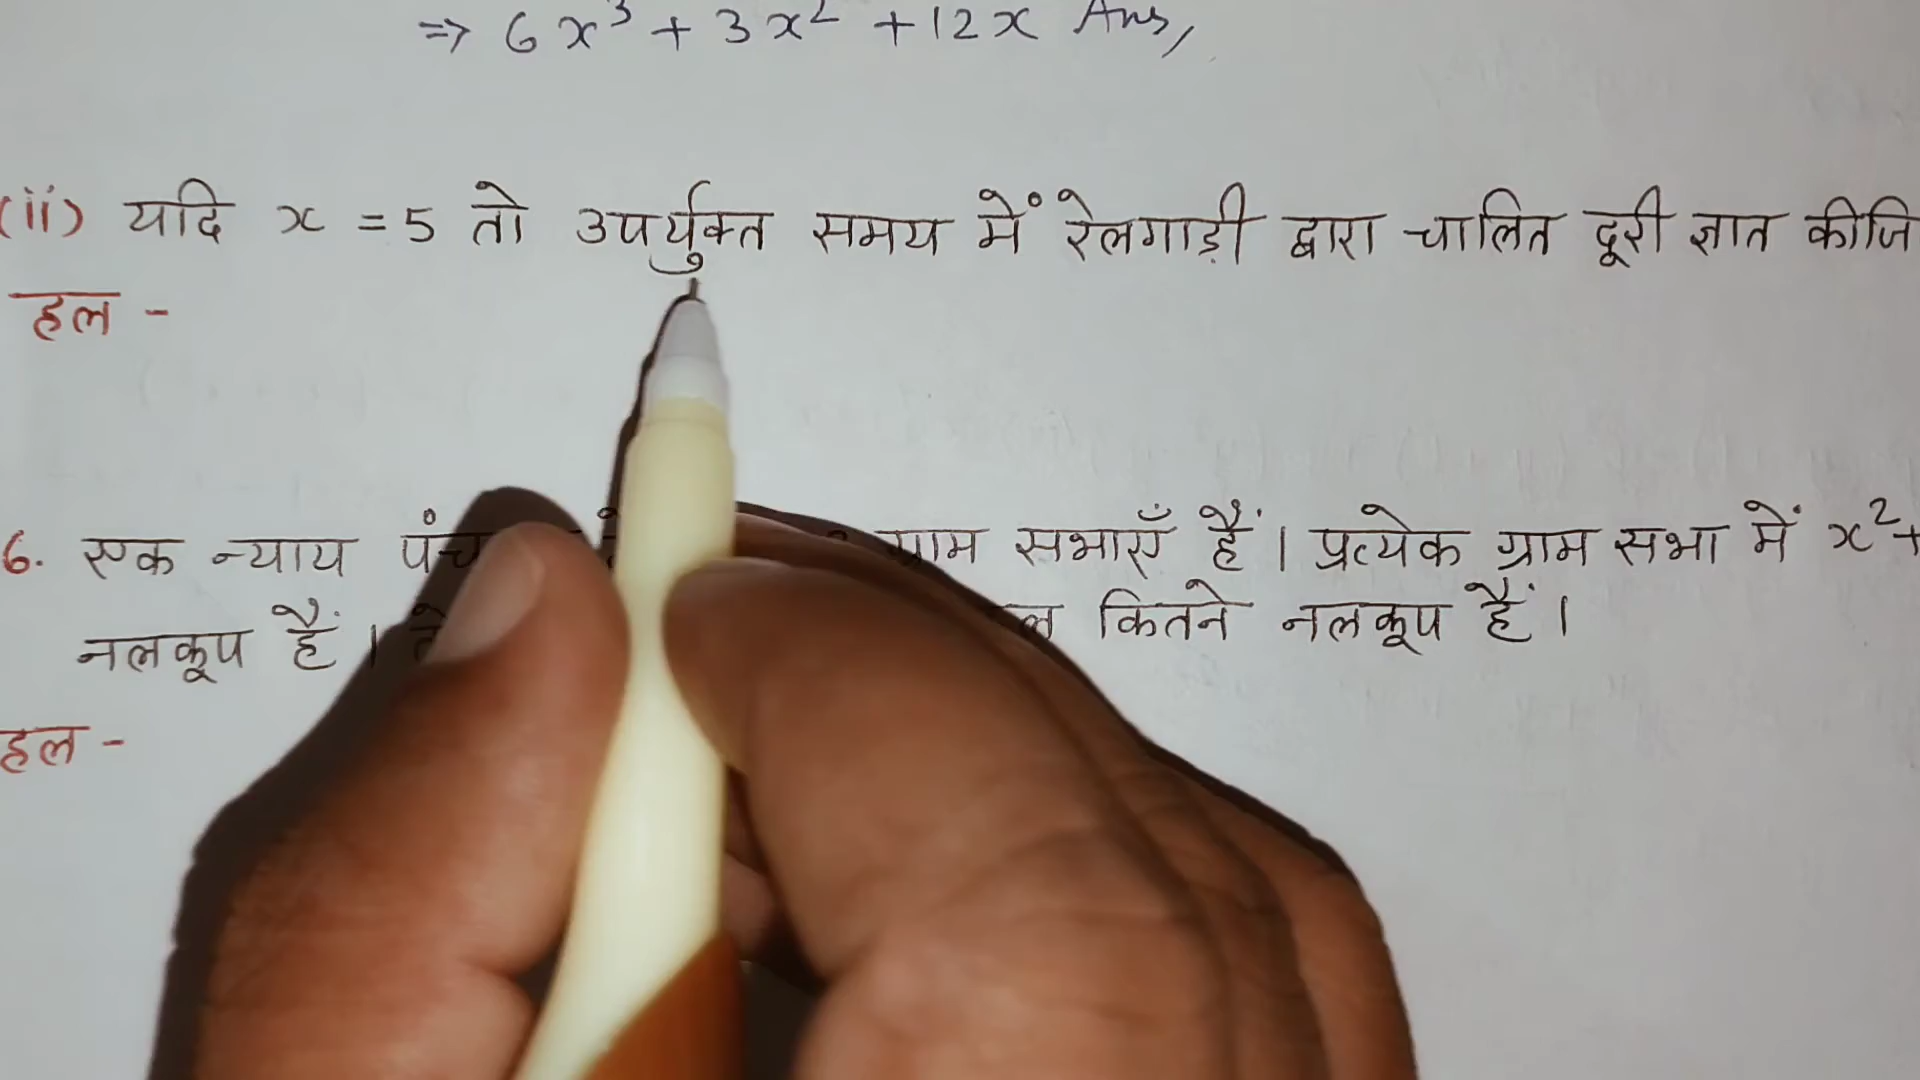 ⇒ 6x³ + 3x² + 12x Ans,
(ii) यदि x = 5 तो उपर्युक्त समय में रेलगाड़ी द्वारा चालित दूरी ज्ञात कीजि
हल -
6. एक न्याय ग्राम सभाएँ हैं। प्रत्येक ग्राम सभा में x² +
नलकूप हैं। कितने नलकूप हैं।
हल -